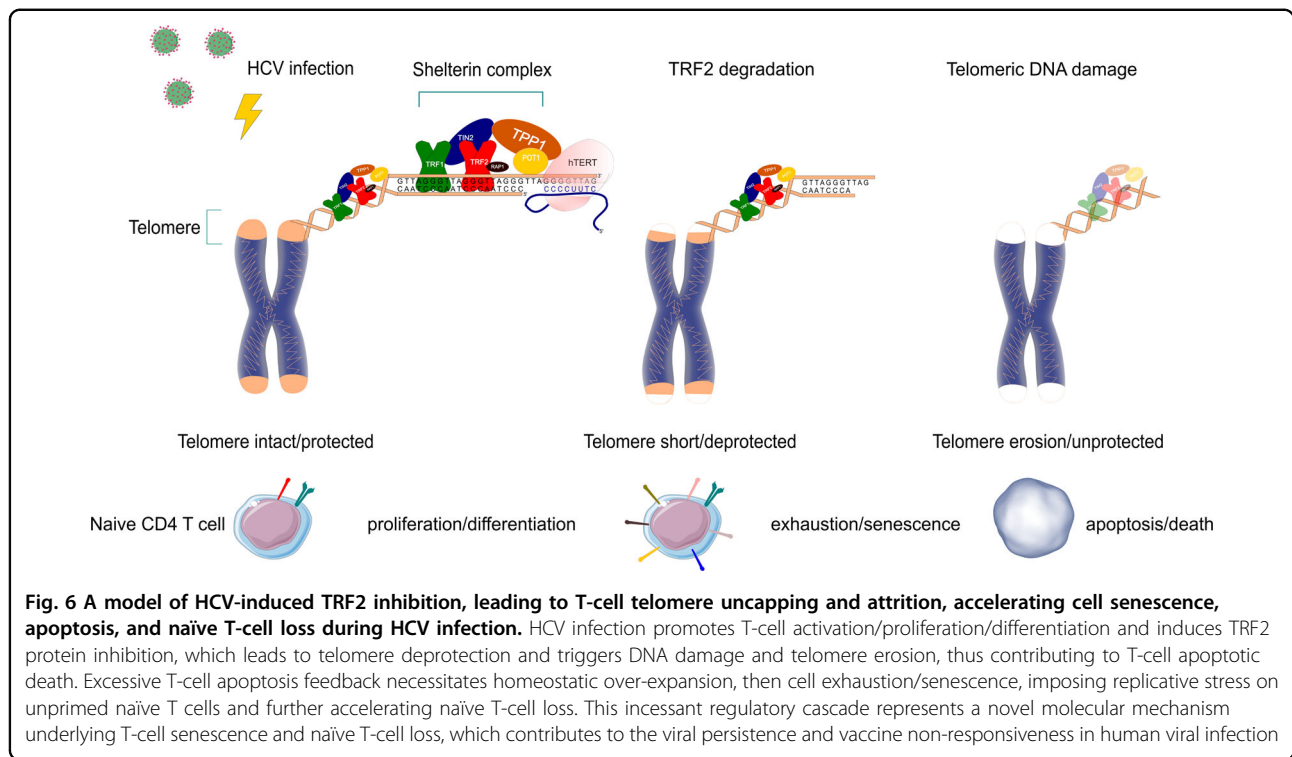 HCV infection
Shelterin complex
TRF2 degradation
Telomeric DNA damage
TIN2
TPP1
TRF1
TRF2
RAP1
POT1
hTERT
GTTAGGGTTAGGGTTAGGGTTAGGGCTTAG
CAATCCCAATCCCAATCCC
CCCCUUTC
3'
5'
5'
TPP1
GTTAGGGTTAG
CAATCCCA
Telomere
Telomere intact/protected
Telomere short/deprotected
Telomere erosion/unprotected
Naive CD4 T cell
proliferation/differentiation
exhaustion/senescence
apoptosis/death
Fig. 6 A model of HCV-induced TRF2 inhibition, leading to T-cell telomere uncapping and attrition, accelerating cell senescence,
apoptosis, and naïve T-cell loss during HCV infection. HCV infection promotes T-cell activation/proliferation/differentiation and induces TRF2
protein inhibition, which leads to telomere deprotection and triggers DNA damage and telomere erosion, thus contributing to T-cell apoptotic
death. Excessive T-cell apoptosis feedback necessitates homeostatic over-expansion, then cell exhaustion/senescence, imposing replicative stress on
unprimed naïve T cells and further accelerating naïve T-cell loss. This incessant regulatory cascade represents a novel molecular mechanism
underlying T-cell senescence and naïve T-cell loss, which contributes to the viral persistence and vaccine non-responsiveness in human viral infection